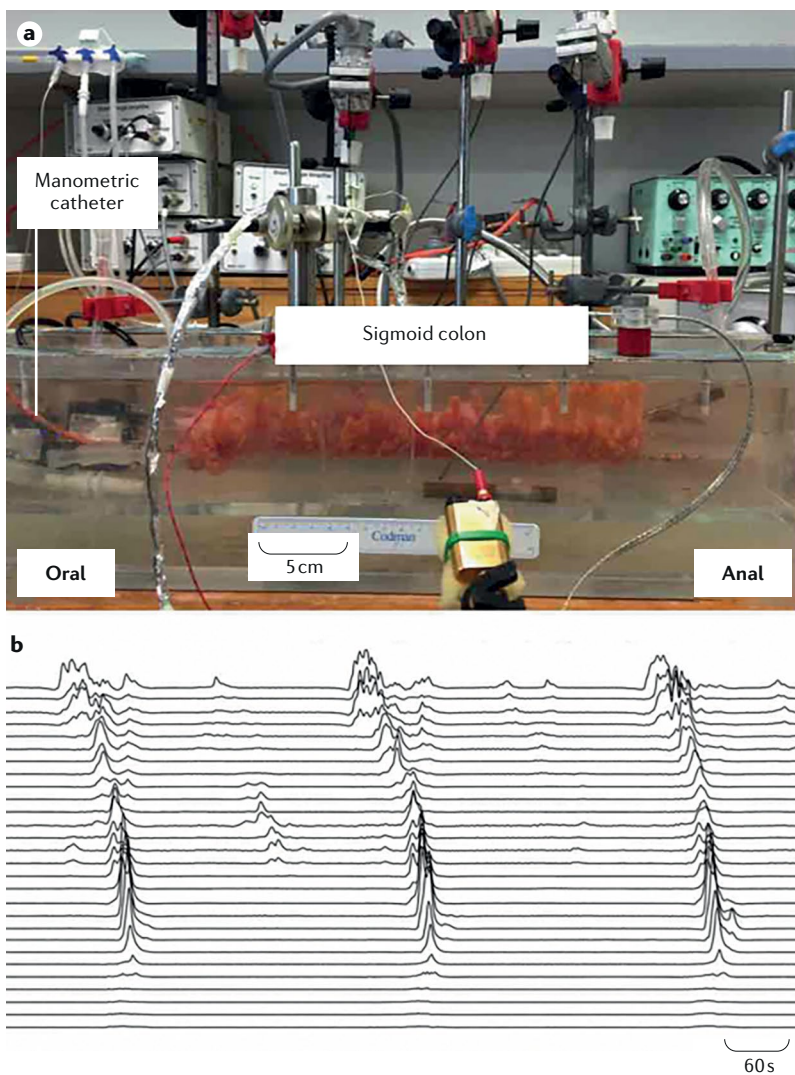 a
Manometric
catheter
Sigmoid colon
Codman
Oral
5 cm
Anal
b
60 s